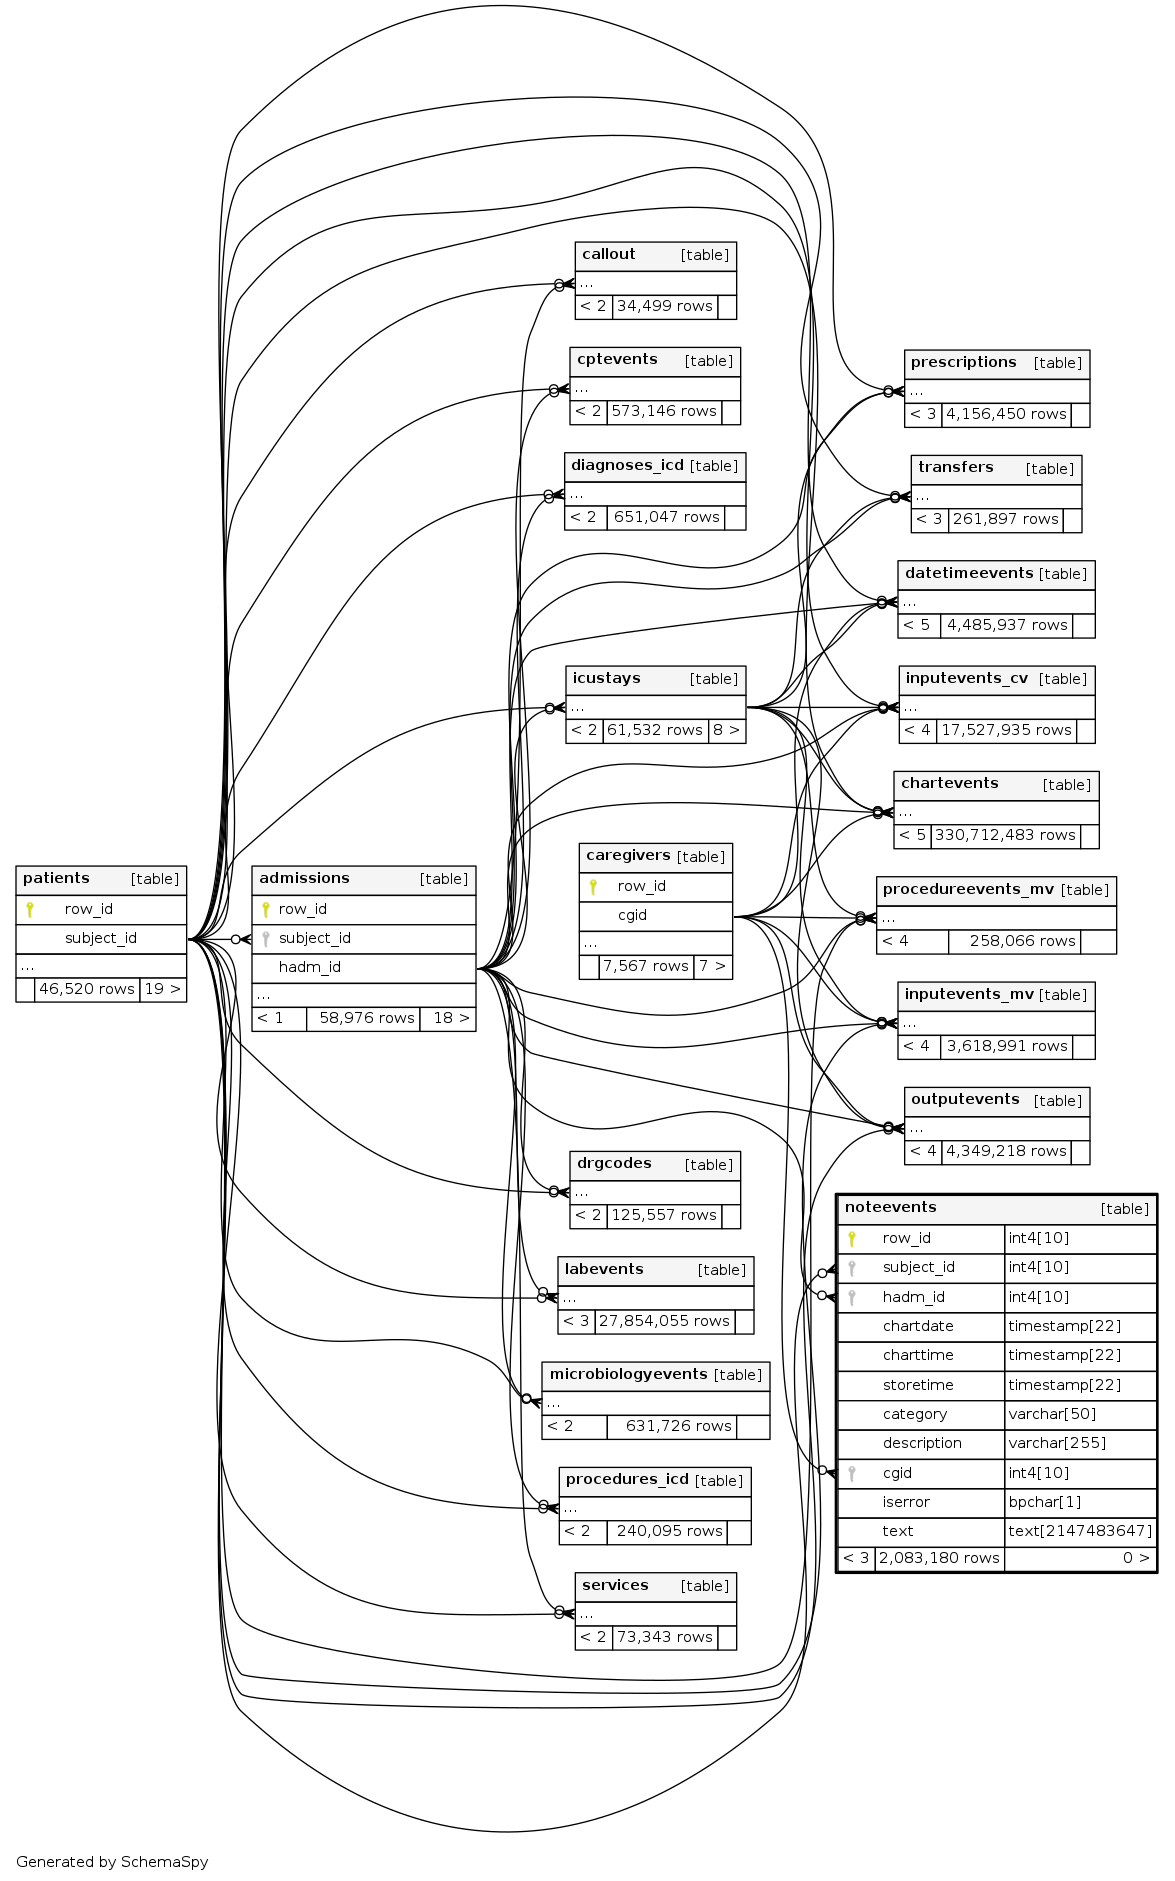 callout [table]
...
< 2 34,499 rows
cptevents [table]
...
< 2 573,146 rows
diagnoses_icd [table]
...
< 2 651,047 rows
icustays [table]
...
< 2 61,532 rows 8 >
caregivers [table]
row_id
cgid
...
7,567 rows 7 >
patients [table]
row_id
subject_id
...
46,520 rows 19 >
admissions [table]
row_id
subject_id
hadm_id
...
< 1 58,976 rows 18 >
drgcodes [table]
...
< 2 125,557 rows
labevents [table]
...
< 3 27,854,055 rows
microbiologyevents [table]
...
< 2 631,726 rows
procedures_icd [table]
...
< 2 240,095 rows
services [table]
...
< 2 73,343 rows
prescriptions [table]
...
< 3 4,156,450 rows
transfers [table]
...
< 3 261,897 rows
datetimeevents [table]
...
< 5 4,485,937 rows
inputevents_cv [table]
...
< 4 17,527,935 rows
chartevents [table]
...
< 5 330,712,483 rows
procedureevents_mv [table]
...
< 4 258,066 rows
inputevents_mv [table]
...
< 4 3,618,991 rows
outputevents [table]
...
< 4 4,349,218 rows
noteevents [table]
row_id int4[10]
subject_id int4[10]
hadm_id int4[10]
chartdate timestamp[22]
charttime timestamp[22]
storetime timestamp[22]
category varchar[50]
description varchar[255]
cgid int4[10]
iserror bpchar[1]
text text[2147483647]
< 3 2,083,180 rows 0 >
Generated by SchemaSpy